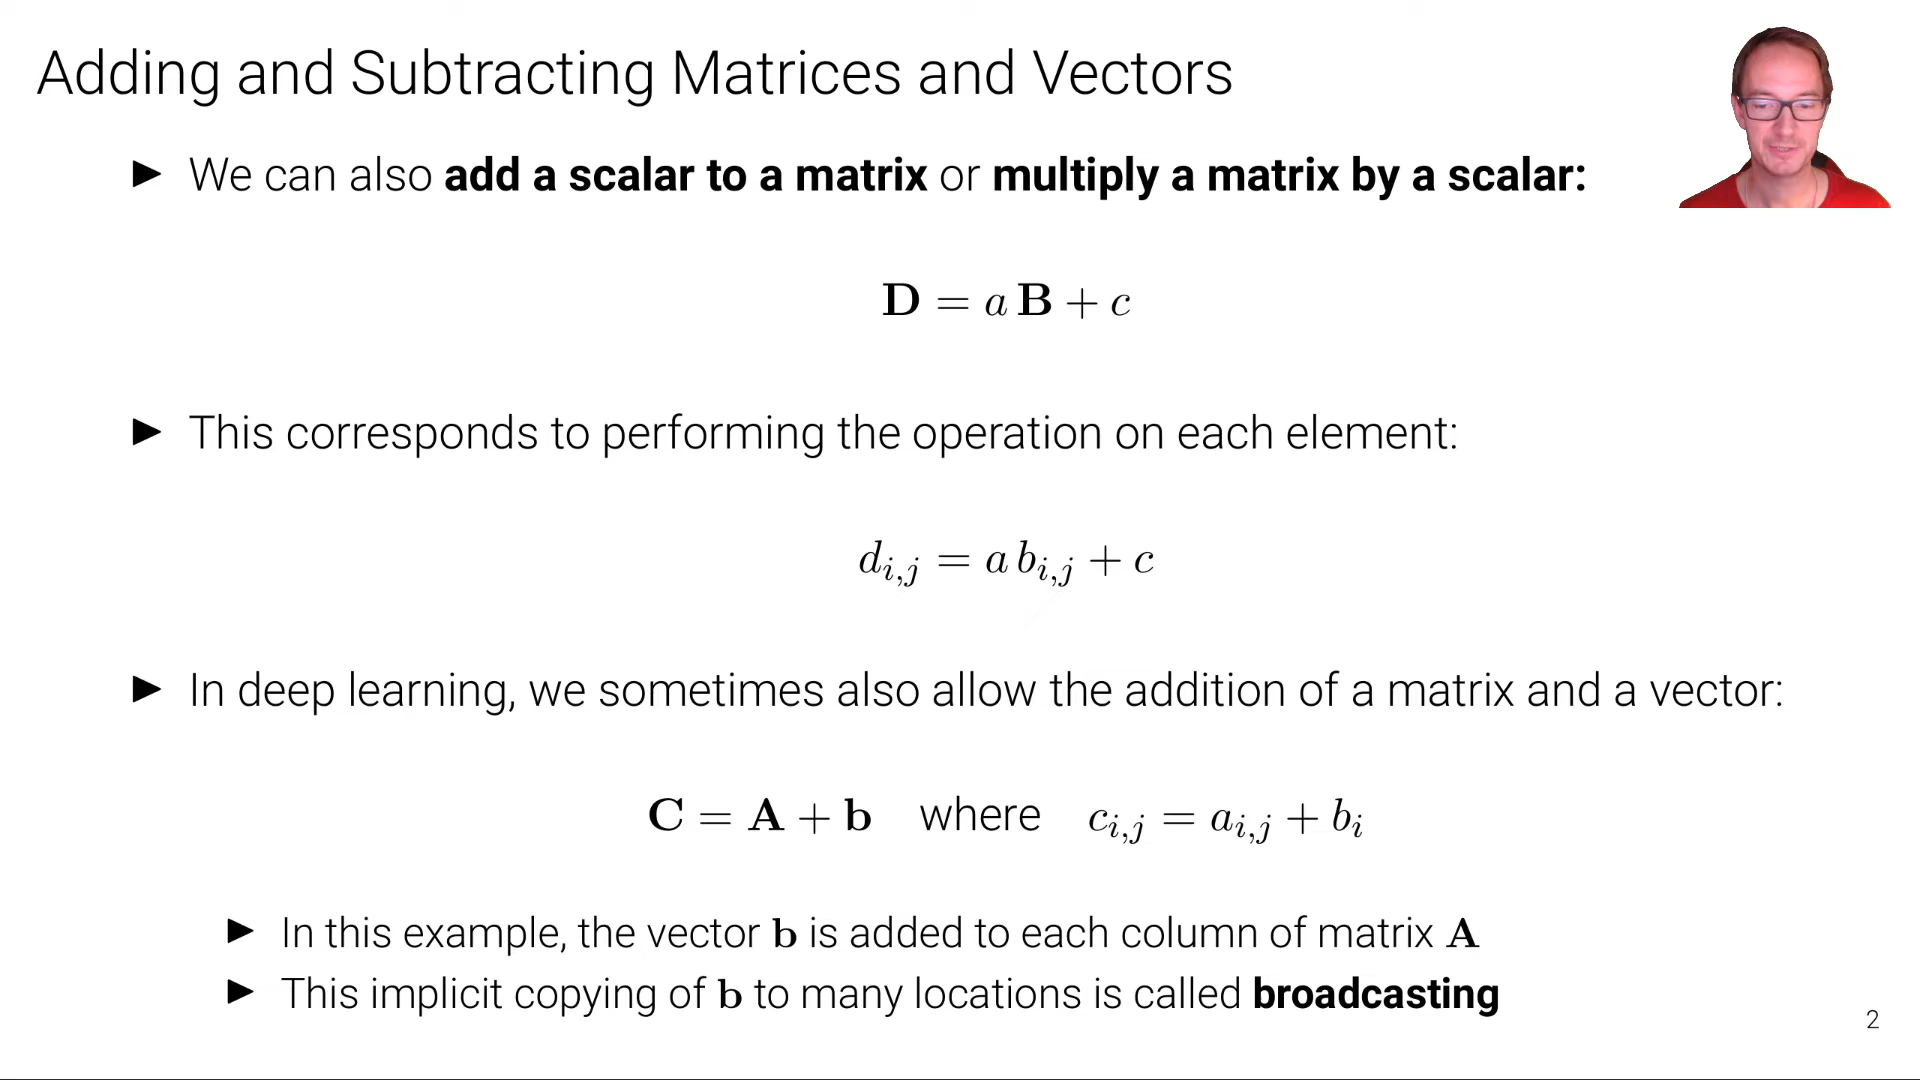 Adding and Subtracting Matrices and Vectors
▶ We can also add a scalar to a matrix or multiply a matrix by a scalar:
D = a B + c
▶ This corresponds to performing the operation on each element:
d_{i,j} = a b_{i,j} + c
▶ In deep learning, we sometimes also allow the addition of a matrix and a vector:
C = A + b where c_{i,j} = a_{i,j} + b_i
▶ In this example, the vector b is added to each column of matrix A
▶ This implicit copying of b to many locations is called broadcasting
2